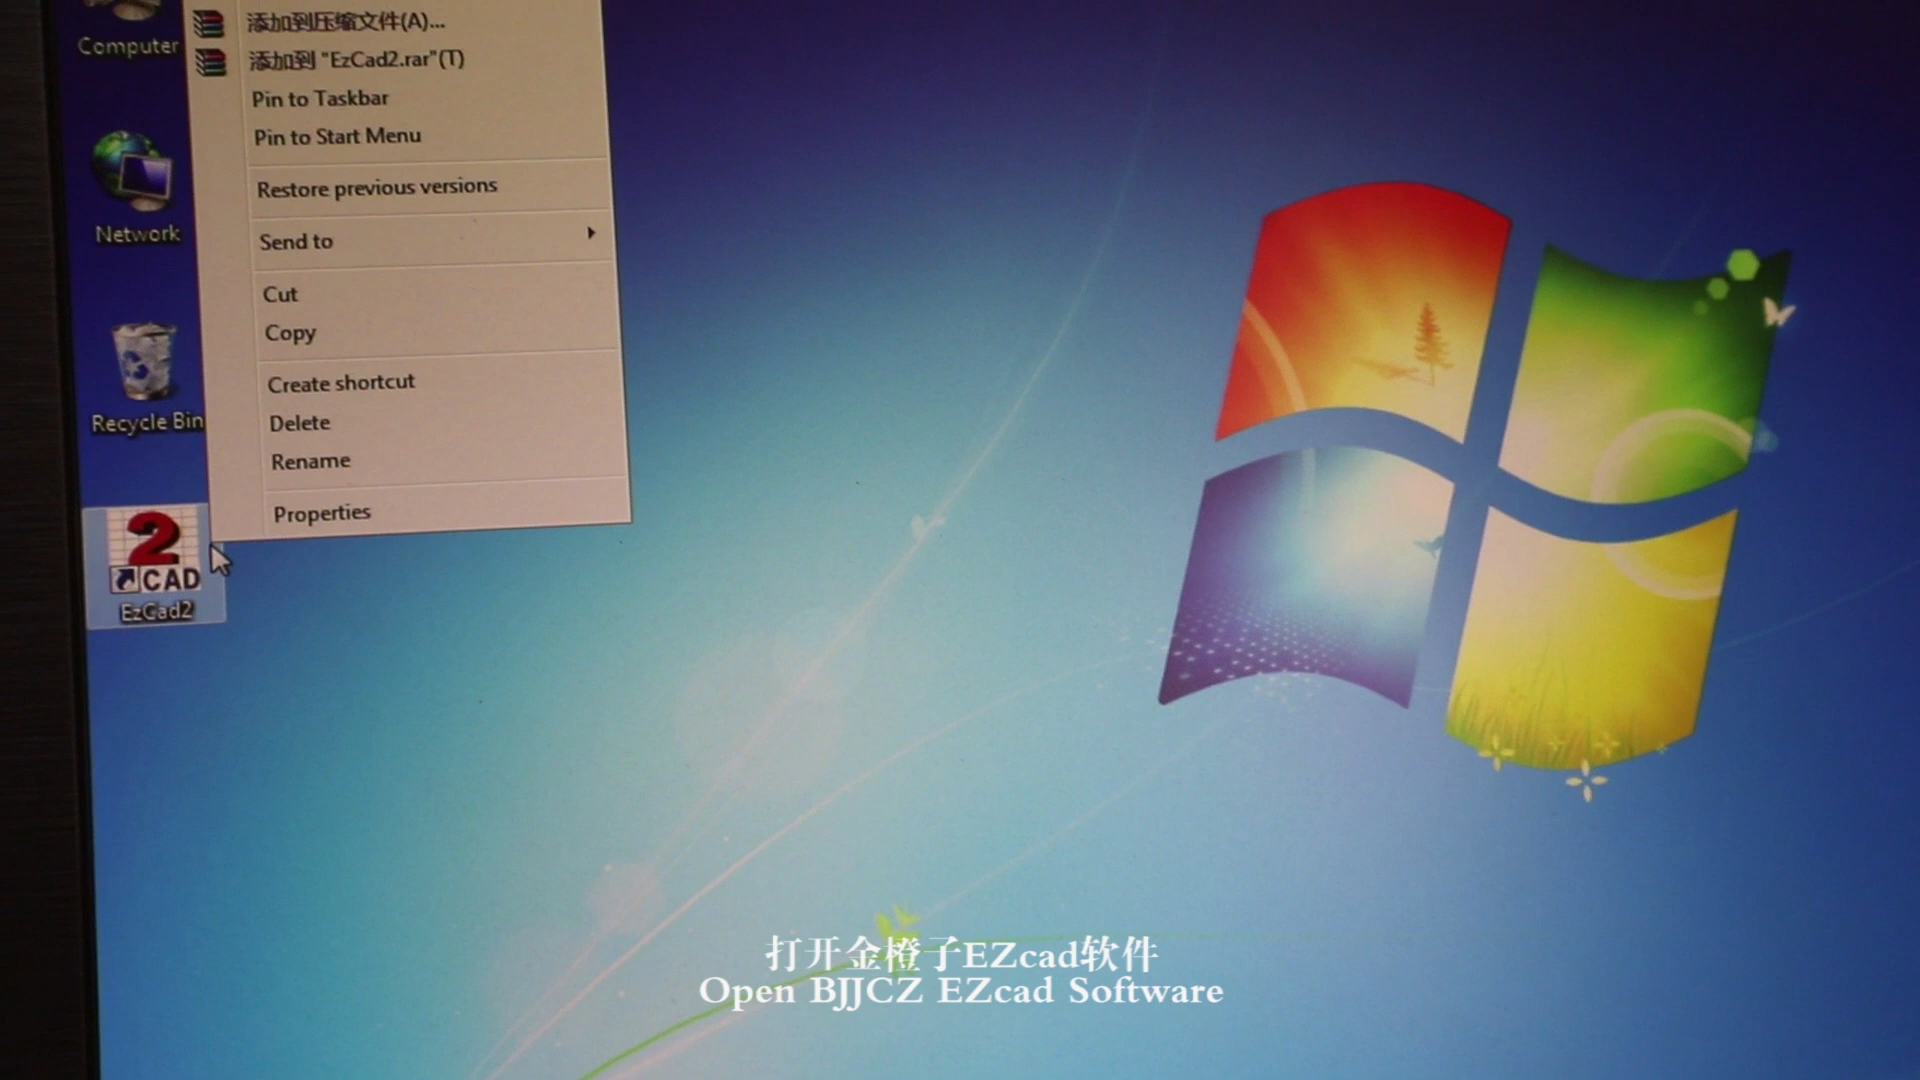 Computer
添加到压缩文件(A)...
添加到 "EzCad2.rar"(T)
Pin to Taskbar
Pin to Start Menu
Restore previous versions
Network
Send to
Cut
Copy
Recycle Bin
Create shortcut
Delete
Rename
Properties
2
CAD
EzCad2
打开金橙子EZcad软件
Open BJJCZ EZcad Software